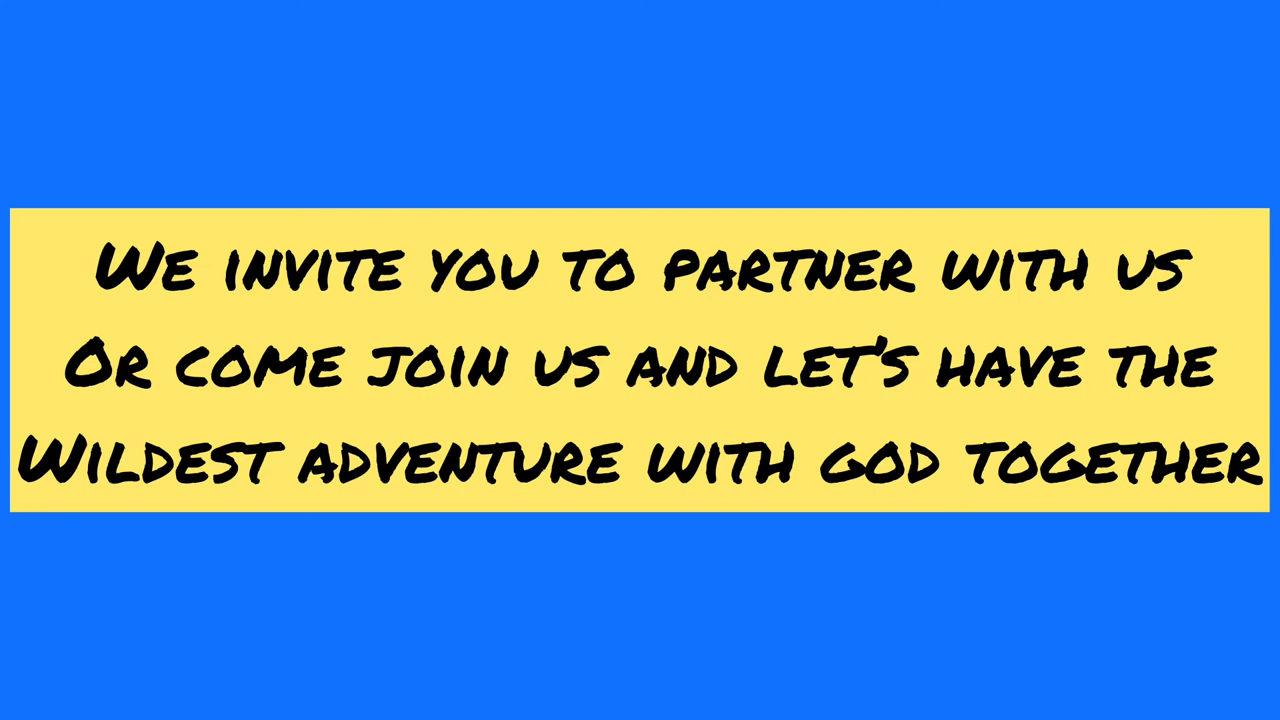 We invite you to partner with us
Or come join us and let's have the
Wildest adventure with god together